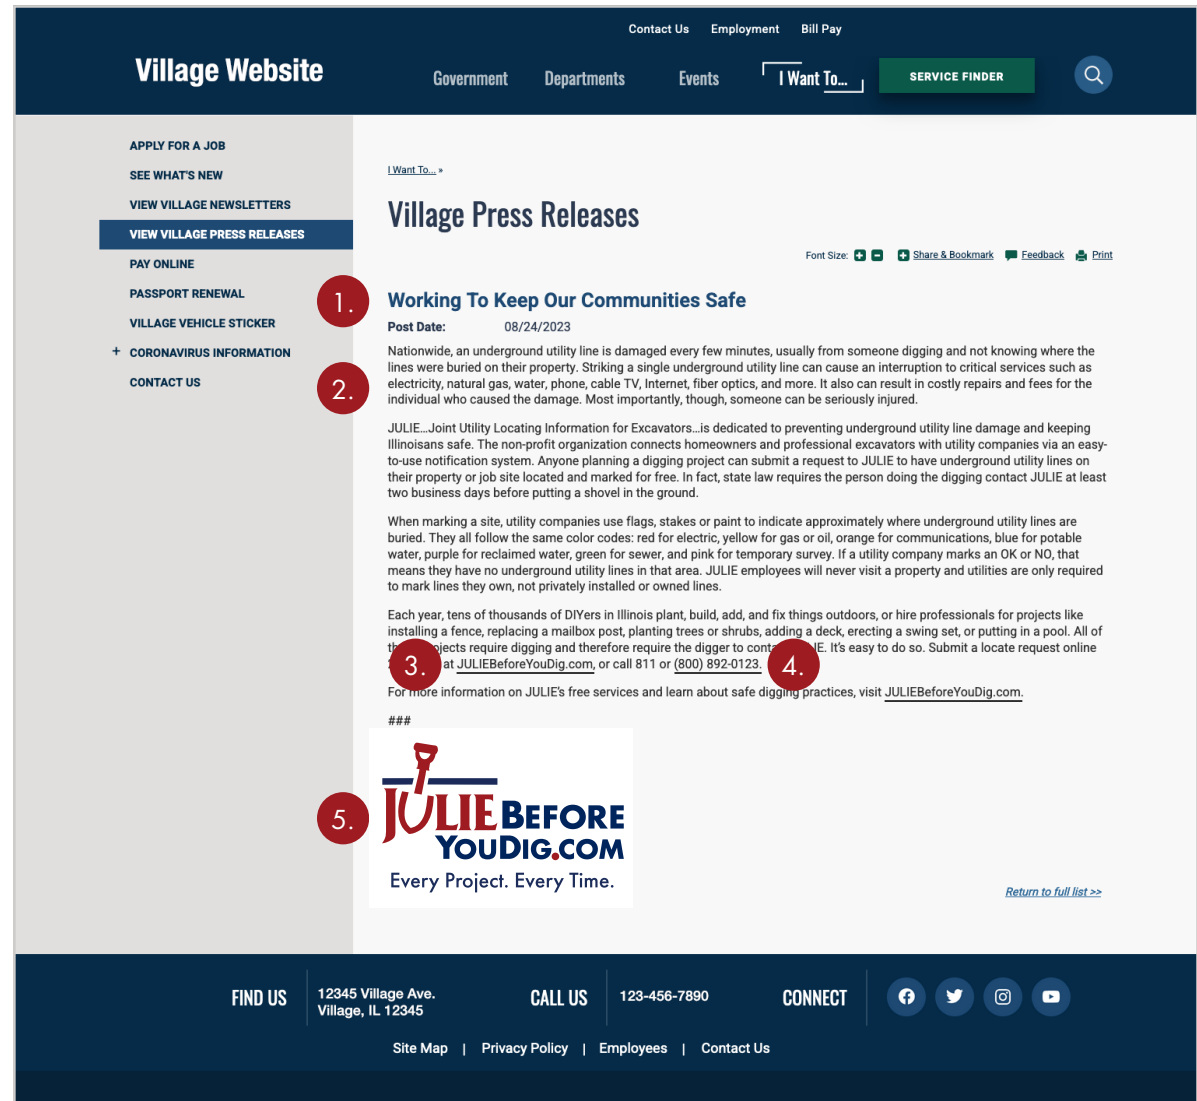 Contact Us Employment Bill Pay
Village Website
Government Departments Events I Want To... SERVICE FINDER
APPLY FOR A JOB
SEE WHAT'S NEW
VIEW VILLAGE NEWSLETTERS
VIEW VILLAGE PRESS RELEASES
PAY ONLINE
PASSPORT RENEWAL
VILLAGE VEHICLE STICKER
+ CORONAVIRUS INFORMATION
CONTACT US
I Want To... »
Village Press Releases
Font Size: + - + Share & Bookmark Feedback Print
1.
Working To Keep Our Communities Safe
Post Date: 08/24/2023
2.
Nationwide, an underground utility line is damaged every few minutes, usually from someone digging and not knowing where the
lines were buried on their property. Striking a single underground utility line can cause an interruption to critical services such as
electricity, natural gas, water, phone, cable TV, Internet, fiber optics, and more. It also can result in costly repairs and fees for the
individual who caused the damage. Most importantly, though, someone can be seriously injured.
JULIE...Joint Utility Locating Information for Excavators...is dedicated to preventing underground utility line damage and keeping
Illinoisans safe. The non-profit organization connects homeowners and professional excavators with utility companies via an easy-
to-use notification system. Anyone planning a digging project can submit a request to JULIE to have underground utility lines on
their property or job site located and marked for free. In fact, state law requires the person doing the digging contact JULIE at least
two business days before putting a shovel in the ground.
When marking a site, utility companies use flags, stakes or paint to indicate approximately where underground utility lines are
buried. They all follow the same color codes: red for electric, yellow for gas or oil, orange for communications, blue for potable
water, purple for reclaimed water, green for sewer, and pink for temporary survey. If a utility company marks an OK or NO, that
means they have no underground utility lines in that area. JULIE employees will never visit a property and utilities are only required
to mark lines they own, not privately installed or owned lines.
Each year, tens of thousands of DIYers in Illinois plant, build, add, and fix things outdoors, or hire professionals for projects like
installing a fence, replacing a mailbox post, planting trees or shrubs, adding a deck, erecting a swing set, or putting in a pool. All of
require digging and therefore require the digger to It's easy to do so. Submit a locate request online
3. at JULIEBeforeYouDig.com, or call 811 or (800) 892-0123. 4.
For more information on JULIE's free services and learn about safe digging practices, visit JULIEBeforeYouDig.com.
###
5.
JULIE BEFORE
YOUDIG.COM
Every Project. Every Time.
Return to full list >>
FIND US 12345 Village Ave.
Village, IL 12345
CALL US 123-456-7890 CONNECT
Site Map | Privacy Policy | Employees | Contact Us